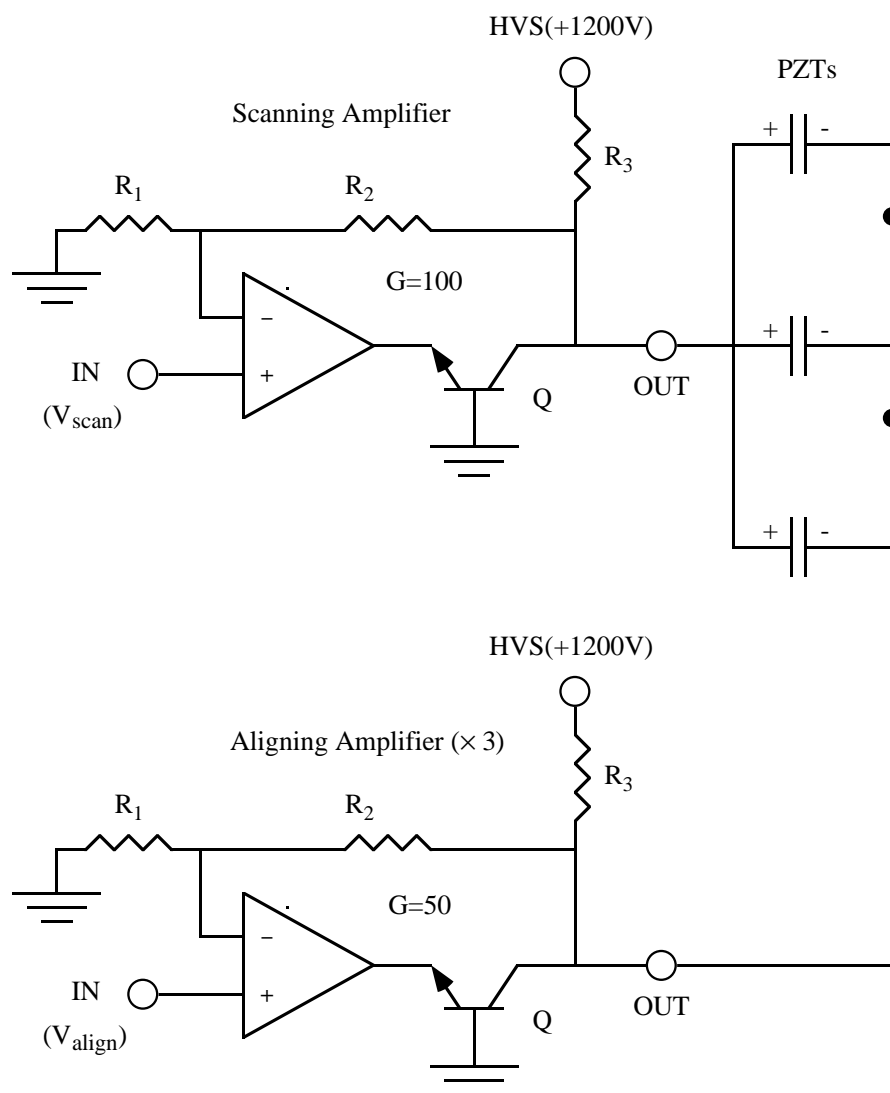 HVS(+1200V)
PZTs
Scanning Amplifier
R3
R1
R2
G=100
+ -
−
+
IN
(Vscan)
Q
OUT
+ -
+ -
HVS(+1200V)
Aligning Amplifier (× 3)
R3
R1
R2
G=50
−
+
IN
(Valign)
Q
OUT